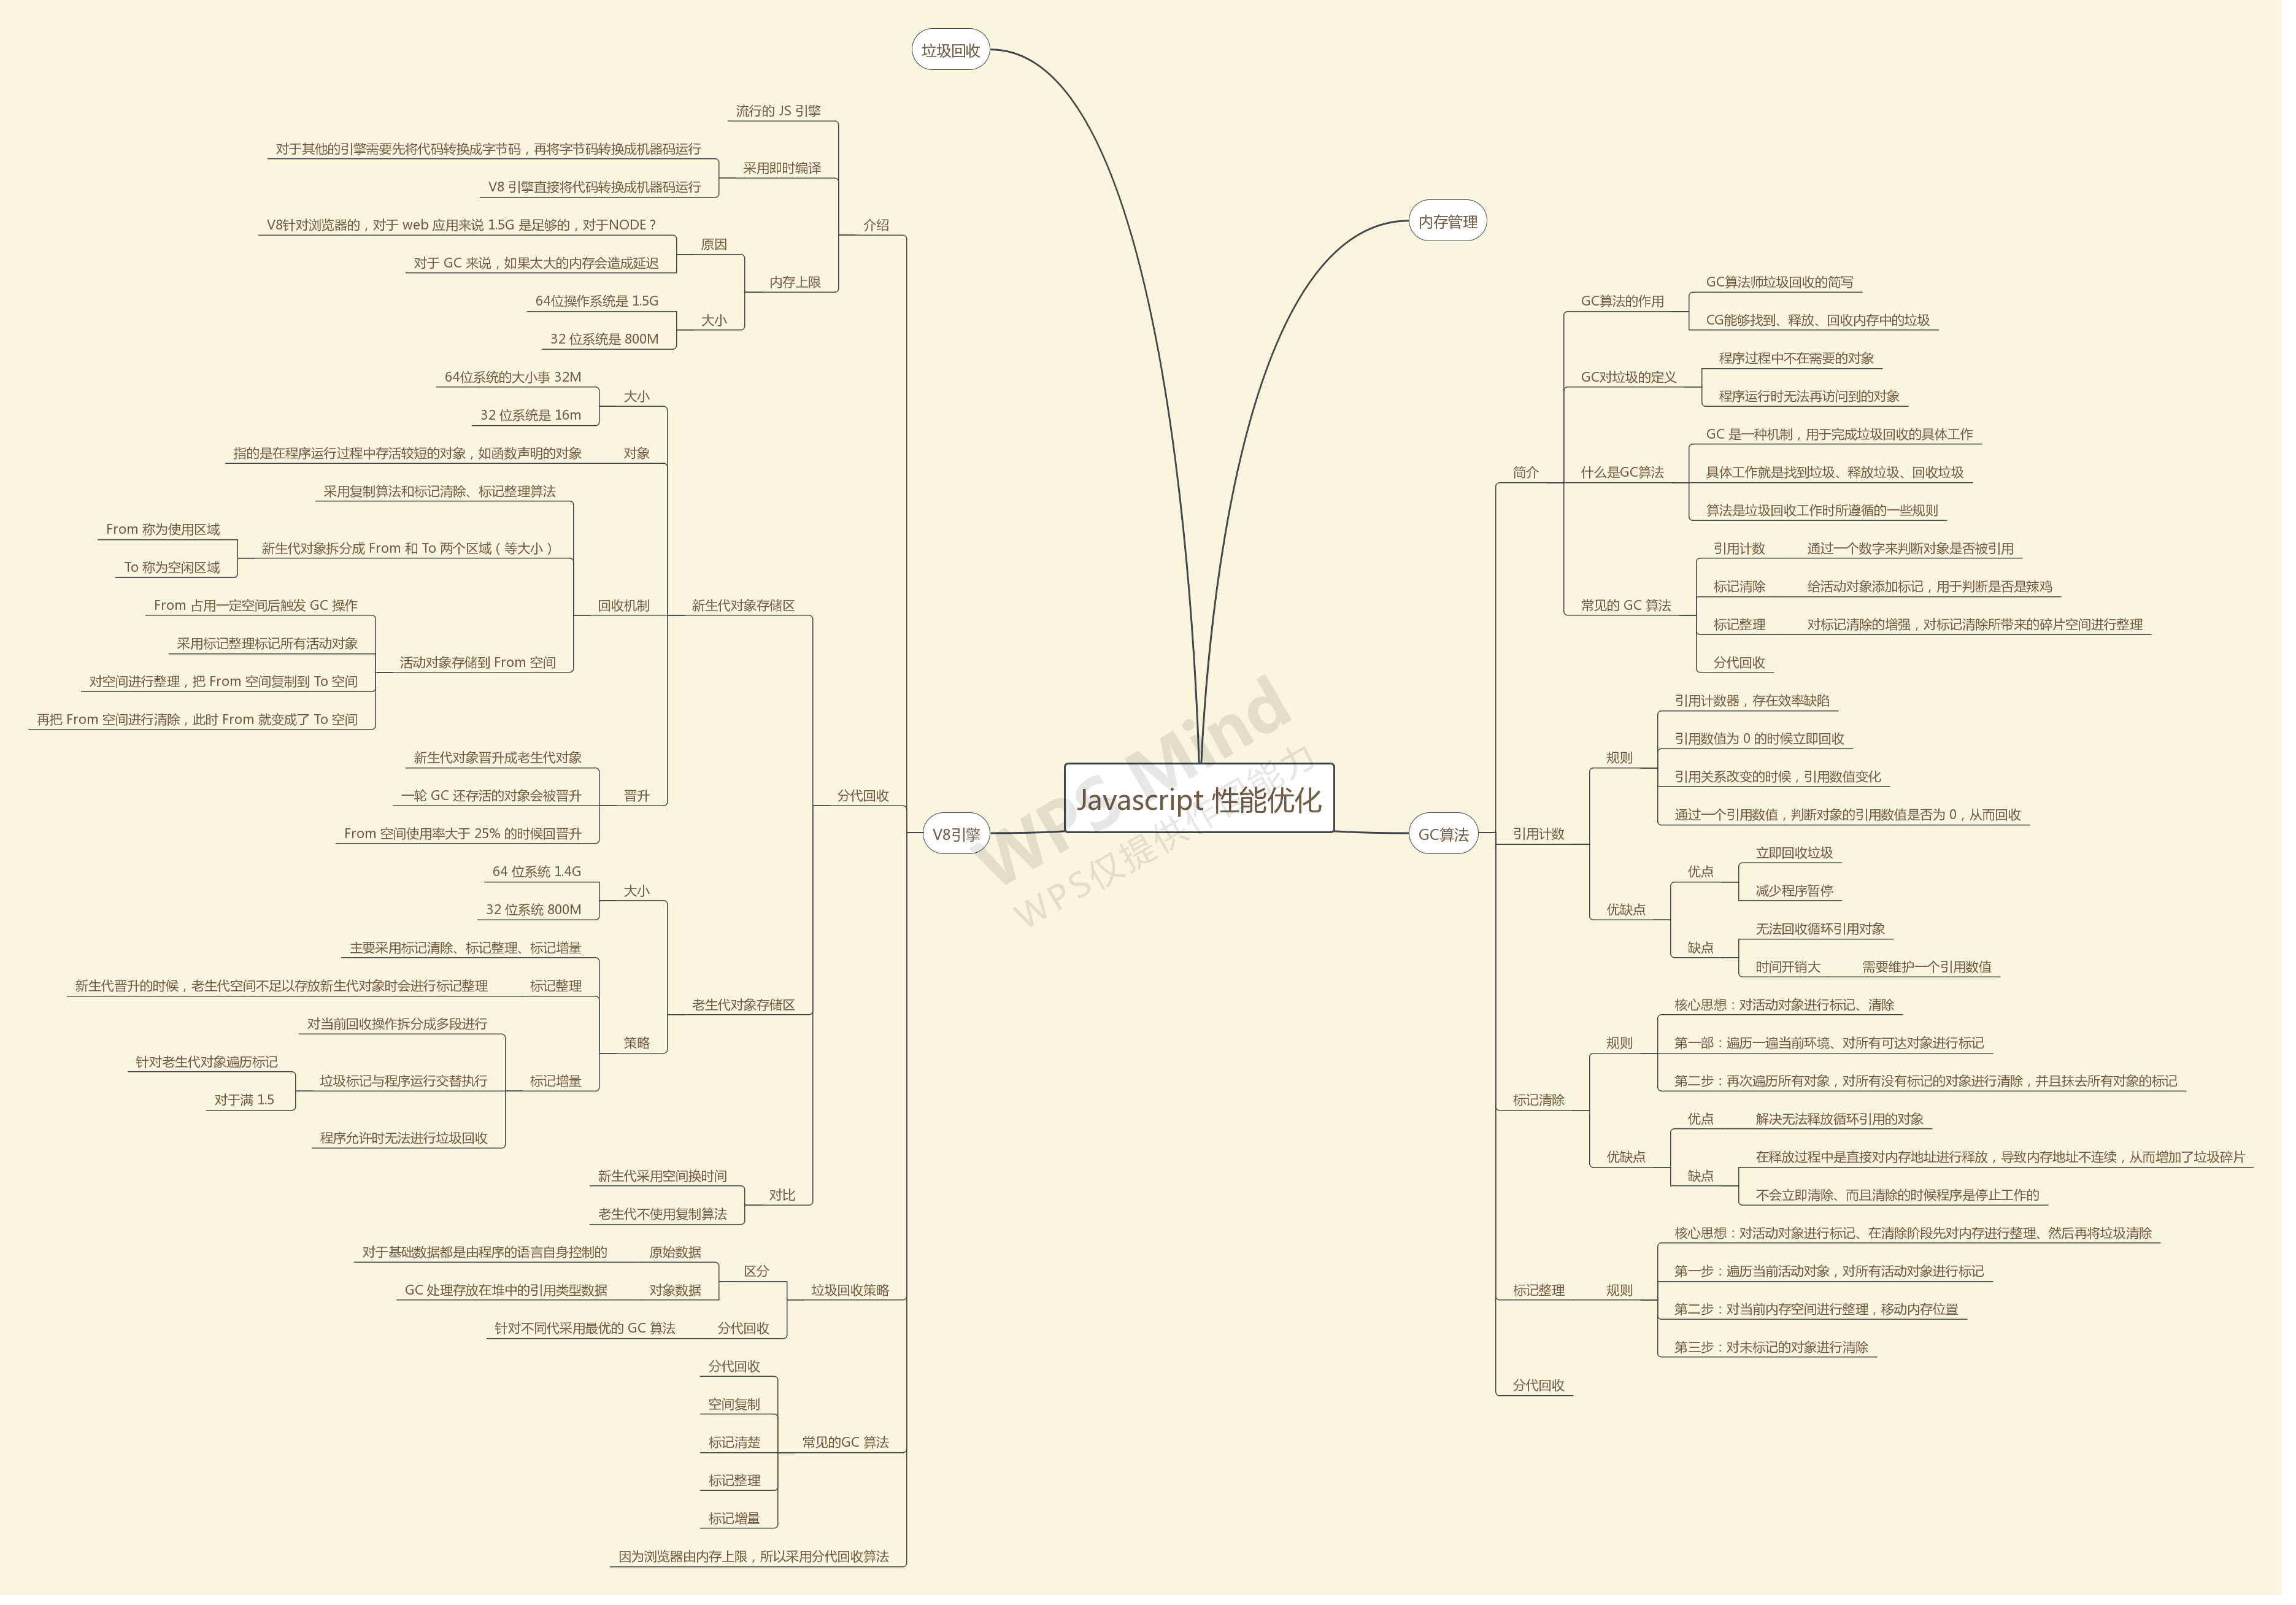 Javascript 性能优化
垃圾回收
内存管理
GC算法
简介
GC算法的作用
GC算法师垃圾回收的简写
CG能够找到、释放、回收内存中的垃圾
GC对垃圾的定义
程序过程中不在需要的对象
程序运行时无法再访问到的对象
什么是GC算法
GC 是一种机制，用于完成垃圾回收的具体工作
具体工作就是找到垃圾、释放垃圾、回收垃圾
算法是垃圾回收工作时所遵循的一些规则
常见的 GC 算法
引用计数
通过一个数字来判断对象是否被引用
标记清除
给活动对象添加标记，用于判断是否是辣鸡
标记整理
对标记清除的增强，对标记清除所带来的碎片空间进行整理
分代回收
引用计数
规则
引用计数器，存在效率缺陷
引用数值为 0 的时候立即回收
引用关系改变的时候，引用数值变化
通过一个引用数值，判断对象的引用数值是否为 0，从而回收
优缺点
优点
立即回收垃圾
减少程序暂停
缺点
无法回收循环引用对象
时间开销大
需要维护一个引用数值
标记清除
规则
核心思想：对活动对象进行标记、清除
第一部：遍历一遍当前环境、对所有可达对象进行标记
第二步：再次遍历所有对象，对所有没有标记的对象进行清除，并且抹去所有对象的标记
优缺点
优点
解决无法释放循环引用的对象
缺点
在释放过程中是直接对内存地址进行释放，导致内存地址不连续，从而增加了垃圾碎片
不会立即清除、而且清除的时候程序是停止工作的
标记整理
规则
核心思想：对活动对象进行标记、在清除阶段先对内存进行整理、然后再将垃圾清除
第一步：遍历当前活动对象，对所有活动对象进行标记
第二步：对当前内存空间进行整理，移动内存位置
第三步：对未标记的对象进行清除
分代回收
V8引擎
介绍
流行的 JS 引擎
采用即时编译
对于其他的引擎需要先将代码转换成字节码，再将字节码转换成机器码运行
V8 引擎直接将代码转换成机器码运行
内存上限
原因
V8针对浏览器的，对于 web 应用来说 1.5G 是足够的，对于NODE？
对于 GC 来说，如果太大的内存会造成延迟
大小
64位操作系统是 1.5G
32 位系统是 800M
分代回收
新生代对象存储区
大小
64位系统的大小事 32M
32 位系统是 16m
对象
指的是在程序运行过程中存活较短的对象，如函数声明的对象
回收机制
采用复制算法和标记清除、标记整理算法
新生代对象拆分成 From 和 To 两个区域（等大小）
From 称为使用区域
To 称为空闲区域
活动对象存储到 From 空间
From 占用一定空间后触发 GC 操作
采用标记整理标记所有活动对象
对空间进行整理，把 From 空间复制到 To 空间
再把 From 空间进行清除，此时 From 就变成了 To 空间
晋升
新生代对象晋升成老生代对象
一轮 GC 还存活的对象会被晋升
From 空间使用率大于 25% 的时候回晋升
老生代对象存储区
大小
64 位系统 1.4G
32 位系统 800M
策略
主要采用标记清除、标记整理、标记增量
标记整理
新生代晋升的时候，老生代空间不足以存放新生代对象时会进行标记整理
标记增量
对当前回收操作拆分成多段进行
垃圾标记与程序运行交替执行
针对老生代对象遍历标记
对于满 1.5
程序允许时无法进行垃圾回收
对比
新生代采用空间换时间
老生代不使用复制算法
垃圾回收策略
区分
原始数据
对于基础数据都是由程序的语言自身控制的
对象数据
GC 处理存放在堆中的引用类型数据
分代回收
针对不同代采用最优的 GC 算法
常见的GC 算法
分代回收
空间复制
标记清楚
标记整理
标记增量
因为浏览器由内存上限，所以采用分代回收算法
WPS Mind
WPS仅提供作图能力